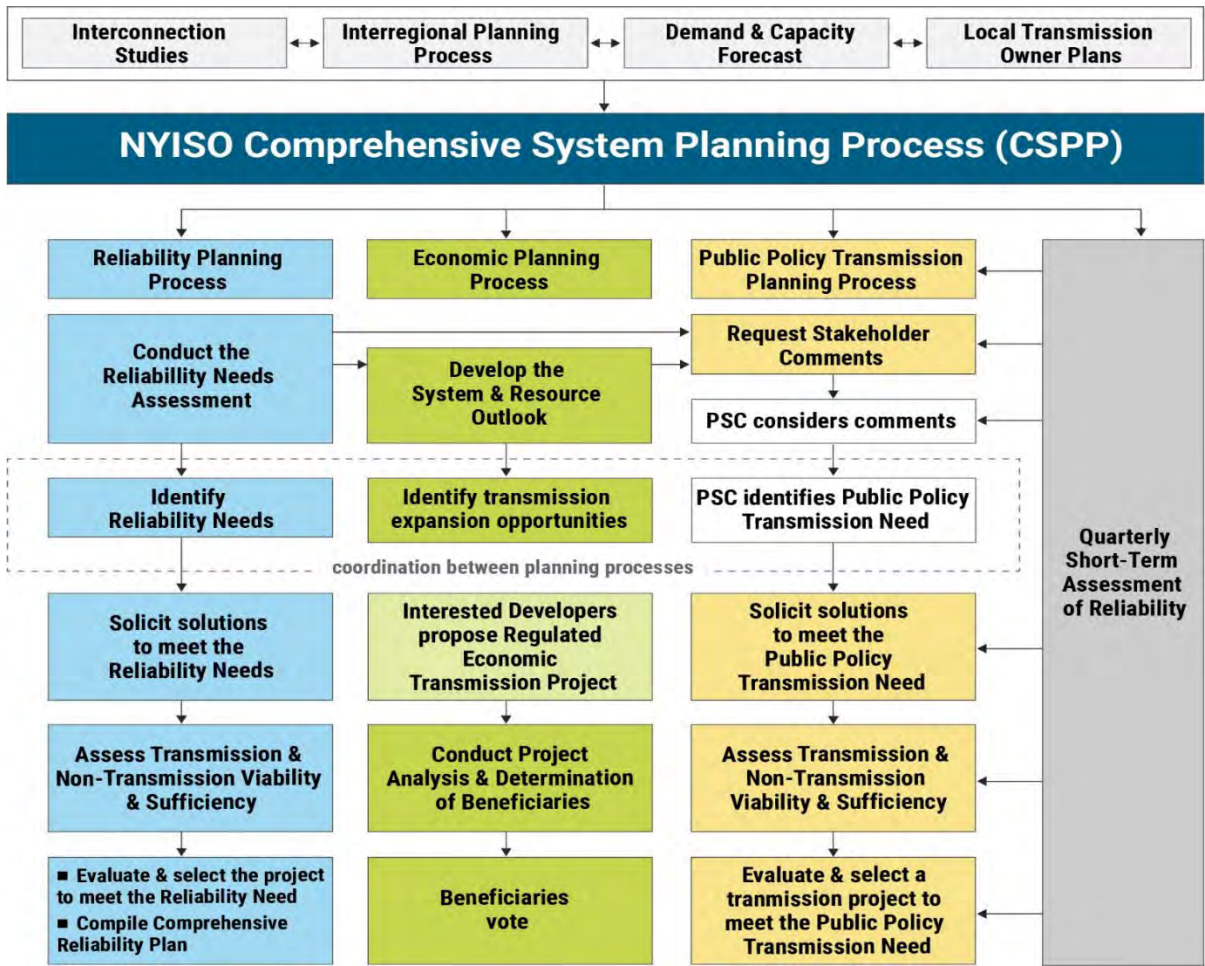 Interconnection
Studies
Interregional Planning
Process
Demand & Capacity
Forecast
Local Transmission
Owner Plans
NYISO Comprehensive System Planning Process (CSPP)
Reliability Planning
Process
Economic Planning
Process
Public Policy Transmission
Planning Process
Conduct the
Reliabillity Needs
Assessment
Develop the
System & Resource
Outlook
Request Stakeholder
Comments
PSC considers comments
Identify
Reliability Needs
Identify transmission
expansion opportunities
PSC identifies Public Policy
Transmission Need
coordination between planning processes
Quarterly
Short-Term
Assessment
of Reliability
Solicit solutions
to meet the
Reliability Needs
Interested Developers
propose Regulated
Economic
Transmission Project
Solicit solutions
to meet the
Public Policy
Transmission Need
Assess Transmission &
Non-Transmission Viability
& Sufficiency
Conduct Project
Analysis & Determination
of Beneficiaries
Assess Transmission &
Non-Transmission
Viability & Sufficiency
■ Evaluate & select the project
to meet the Reliability Need
■ Compile Comprehensive
Reliability Plan
Beneficiaries
vote
Evaluate & select a
tranmission project to
meet the Public Policy
Transmission Need